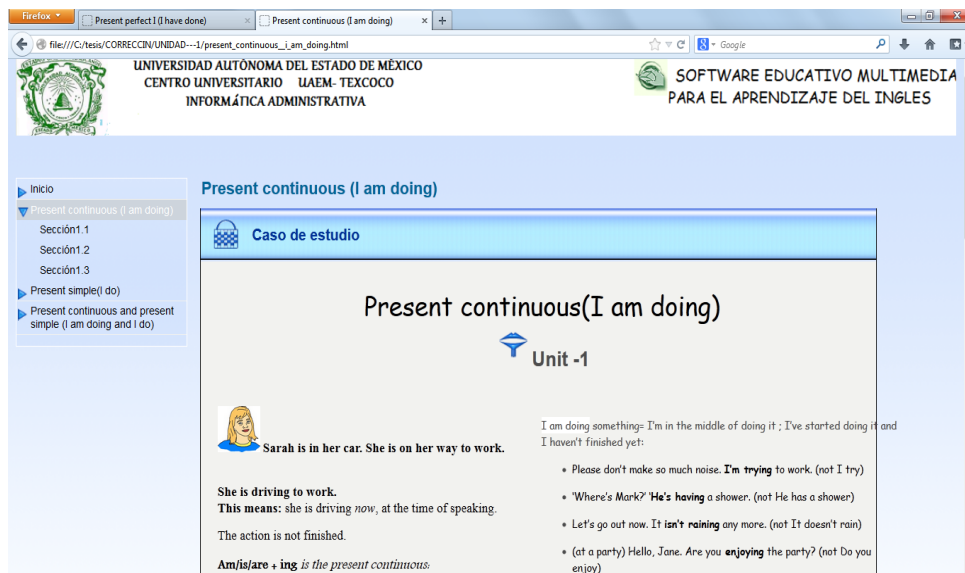 Firefox
Present perfect I (I have done)
Present continuous (I am doing)
file:///C:/tesis/CORRECCIN/UNIDAD---1/present_continuous__i_am_doing.html
Google
UNIVERSIDAD AUTÓNOMA DEL ESTADO DE MÉXICO
CENTRO UNIVERSITARIO UAEM- TEXCOCO
INFORMÁTICA ADMINISTRATIVA
SOFTWARE EDUCATIVO MULTIMEDIA
PARA EL APRENDIZAJE DEL INGLES
Inicio
Present continuous (I am doing)
Sección1.1
Sección1.2
Sección1.3
Present simple(I do)
Present continuous and present
simple (I am doing and I do)
Present continuous (I am doing)
Caso de estudio
Present continuous(I am doing)
Unit -1
Sarah is in her car. She is on her way to work.
She is driving to work.
This means: she is driving now, at the time of speaking.
The action is not finished.
Am/is/are + ing is the present continuous:
I am doing something= I'm in the middle of doing it ; I've started doing it and
I haven't finished yet:
• Please don't make so much noise. I'm trying to work. (not I try)
• 'Where's Mark?' 'He's having a shower. (not He has a shower)
• Let's go out now. It isn't raining any more. (not It doesn't rain)
• (at a party) Hello, Jane. Are you enjoying the party? (not Do you
enjoy)